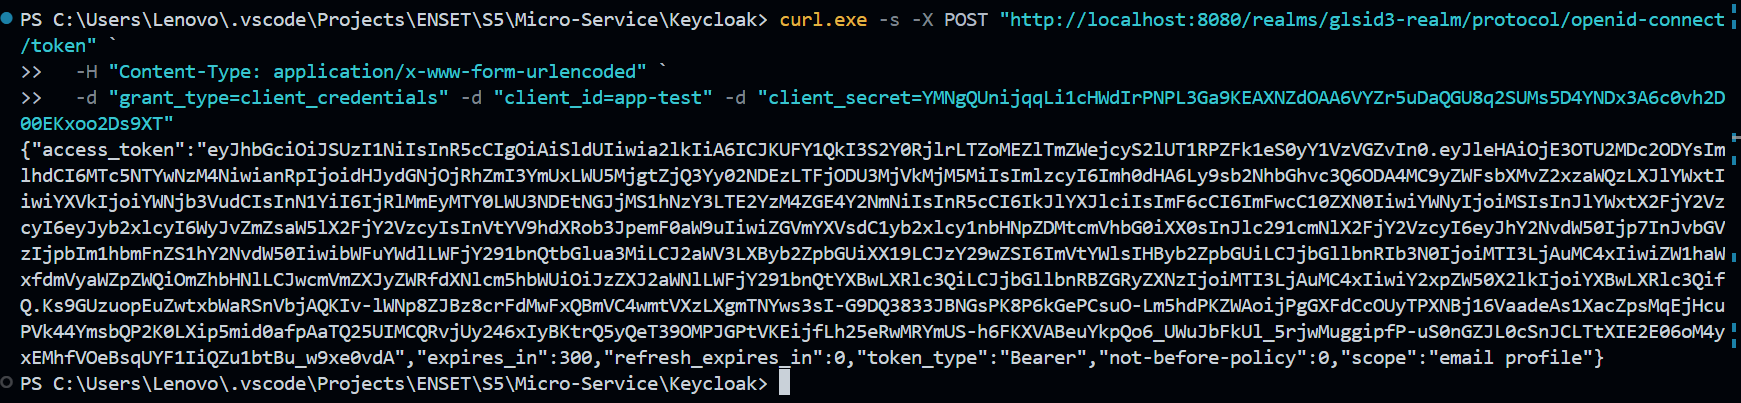 PS C:\Users\Lenovo\.vscode\Projects\ENSET\S5\Micro-Service\Keycloak> curl.exe -s -X POST "http://localhost:8080/realms/glsid3-realm/protocol/openid-connect
/token" `
>>   -H "Content-Type: application/x-www-form-urlencoded" `
>>   -d "grant_type=client_credentials" -d "client_id=app-test" -d "client_secret=YMNgQUnijqqLi1cHWdIrPNPL3Ga9KEAXNZdOAA6VYZr5uDaQGU8q2SUMs5D4YNDx3A6c0vh2D
00EKxoo2Ds9XT"
{"access_token":"eyJhbGciOiJSUzI1NiIsInR5cCIgOiAiSldUIiwia2lkIiA6ICJKUFY1QkI3S2Y0RjlrLTZoMEZlTmZWejcyS2lUT1RPZFk1eS0yY1VzVGZvIn0.eyJleHAiOjE3OTU2MDc2ODYsIm
lhdCI6MTc5NTYwNzM4NiwianRpIjoidHJydGNjOjRhZmI3YmUxLWU5MjgtZjQ3Yy02NDEzLTFjODU3MjVkMjM5MiIsImlzcyI6Imh0dHA6Ly9sb2NhbGhvc3Q6ODA4MC9yZWFsbXMvZ2xzaWQzLXJlYWxtI
iwiYXVkIjoiYWNjb3VudCIsInN1YiI6IjRlMmEyMTY0LWU3NDEtNGJjMS1hNzY3LTE2YzM4ZGE4Y2NmNiIsInR5cCI6IkJlYXJlciIsImF6cCI6ImFwcC10ZXN0IiwiYWNyIjoiMSIsInJlYWxtX2FjY2Vz
cyI6eyJyb2xlcyI6WyJvZmZsaW5lX2FjY2VzcyIsInVtYV9hdXRob3JpemF0aW9uIiwiZGVmYXVsdC1yb2xlcy1nbHNpZDMtcmVhbG0iXX0sInJlc291cmNlX2FjY2VzcyI6eyJhY2NvdW50Ijp7InJvbGV
zIjpbIm1hbmFnZS1hY2NvdW50IiwibWFuYWdlLWFjY291bnQtbGlua3MiLCJ2aWV3LXByb2ZpbGUiXX19LCJzY29wZSI6ImVtYWlsIHByb2ZpbGUiLCJjbGllbnRIb3N0IjoiMTI3LjAuMC4xIiwiZW1haW
xfdmVyaWZpZWQiOmZhbHNlLCJwcmVmZXJyZWRfdXNlcm5hbWUiOiJzZXJ2aWNlLWFjY291bnQtYXBwLXRlc3QiLCJjbGllbnRBZGRyZXNzIjoiMTI3LjAuMC4xIiwiY2xpZW50X2lkIjoiYXBwLXRlc3Qif
Q.Ks9GUzuopEuZwtxbWaRSnVbjAQKIv-lWNp8ZJBz8crFdMwFxQBmVC4wmtVXzLXgmTNYws3sI-G9DQ3833JBNGsPK8P6kGePCsuO-Lm5hdPKZWAoijPgGXFdCcOUyTPXNBj16VaadeAs1XacZpsMqEjHcu
PVk44YmsbQP2K0LXip5mid0afpAaTQ25UIMCQRvjUy246xIyBKtrQ5yQeT39OMPJGPtVKEijfLh25eRwMRYmUS-h6FKXVABeuYkpQo6_UWuJbFkUl_5rjwMuggipfP-uS0nGZJL0cSnJCLTtXIE2E06oM4y
xEMhfVOeBsqUYF1IiQZu1btBu_w9xe0vdA","expires_in":300,"refresh_expires_in":0,"token_type":"Bearer","not-before-policy":0,"scope":"email profile"}
PS C:\Users\Lenovo\.vscode\Projects\ENSET\S5\Micro-Service\Keycloak>